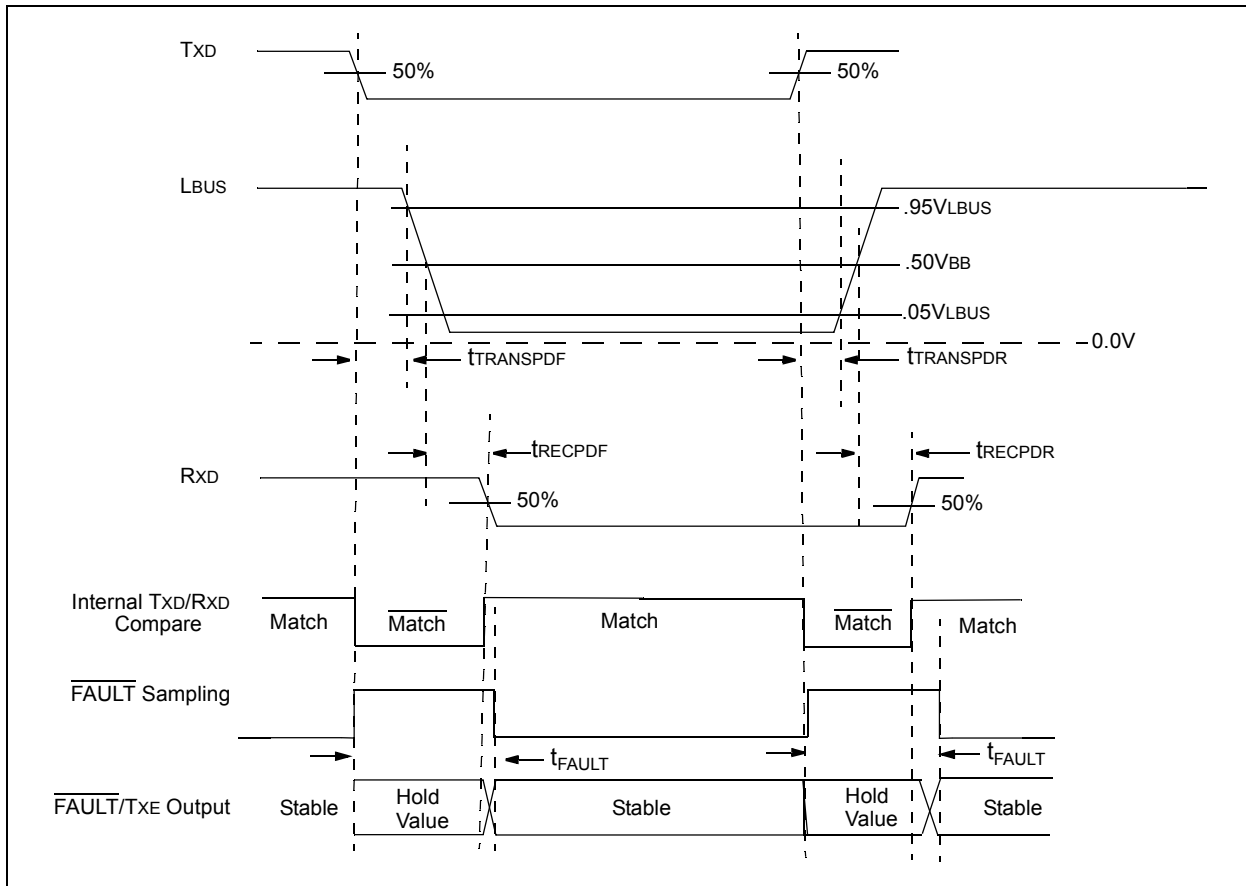 TXD
50%
50%
LBUS
.95VLBUS
.50VBB
.05VLBUS
0.0V
tTRANSPDF
tTRANSPDR
tRECPDF
tRECPDR
RXD
50%
50%
Internal TXD/RXD
Compare
Match
Match
Match
Match
Match
FAULT Sampling
tFAULT
tFAULT
FAULT/TXE Output
Stable
Hold
Value
Stable
Hold
Value
Stable